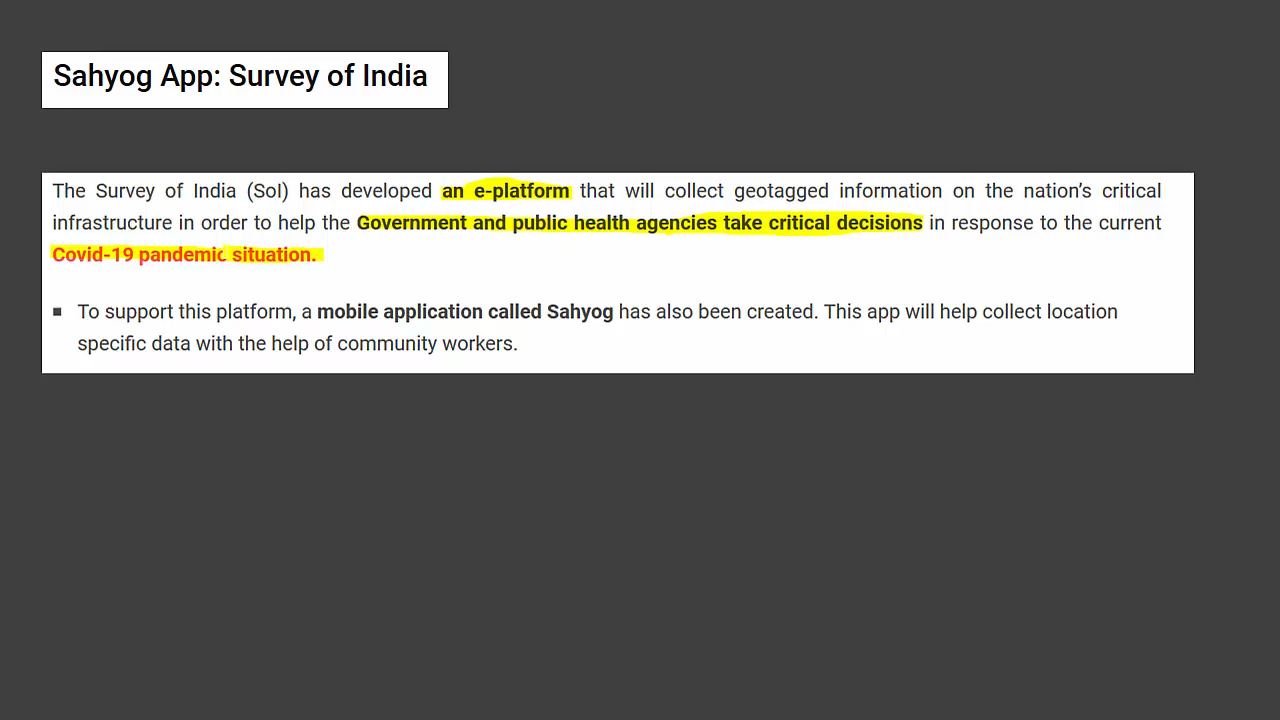 Sahyog App: Survey of India
The Survey of India (SoI) has developed an e-platform that will collect geotagged information on the nation's critical
infrastructure in order to help the Government and public health agencies take critical decisions in response to the current
Covid-19 pandemic situation.
▪ To support this platform, a mobile application called Sahyog has also been created. This app will help collect location
specific data with the help of community workers.